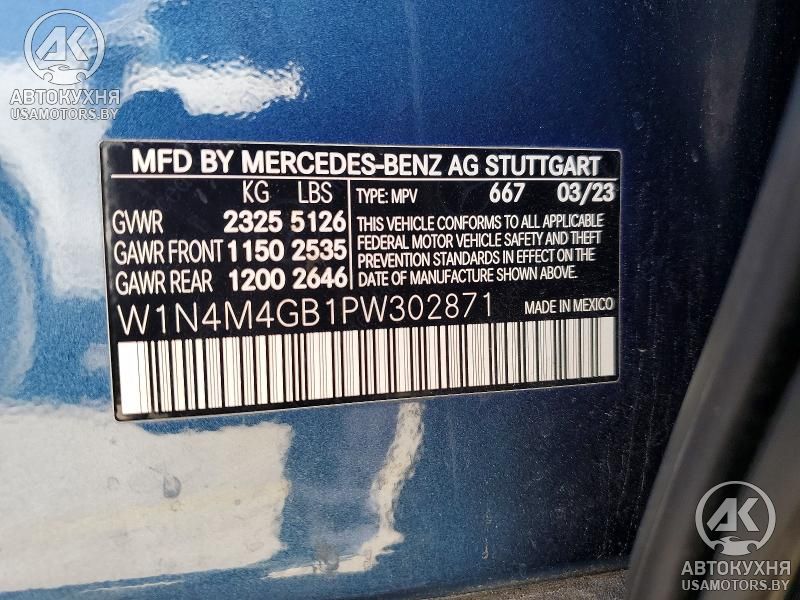 АК
АВТОКУХНЯ
USAMOTORS.BY
MFD BY MERCEDES-BENZ AG STUTTGART
KG LBS TYPE: MPV 667 03/23
GVWR 2325 5126
GAWR FRONT 1150 2535
GAWR REAR 1200 2646
THIS VEHICLE CONFORMS TO ALL APPLICABLE
FEDERAL MOTOR VEHICLE SAFETY AND THEFT
PREVENTION STANDARDS IN EFFECT ON THE
DATE OF MANUFACTURE SHOWN ABOVE.
W1N4M4GB1PW302871 MADE IN MEXICO
АК
АВТОКУХНЯ
USAMOTORS.BY